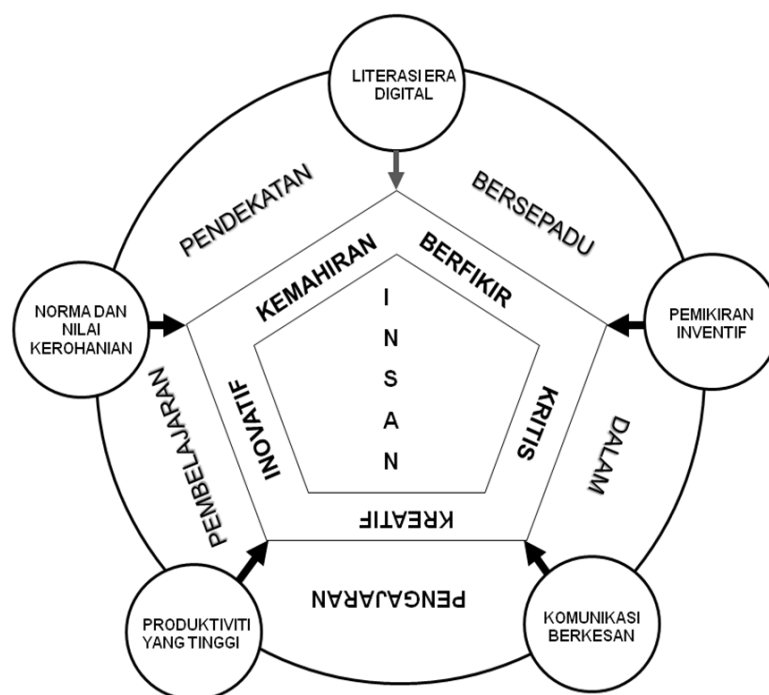 LITERASI ERA
DIGITAL
PENDEKATAN
BERSEPADU
KEMAHIRAN
BERFIKIR
NORMA DAN
NILAI
KEROHANIAN
PEMIKIRAN
INVENTIF
I
N
S
A
N
INOVATIF
KRITIS
PEMBELAJARAN
DALAM
KREATIF
PENGAJARAN
PRODUKTIVITI
YANG TINGGI
KOMUNIKASI
BERKESAN